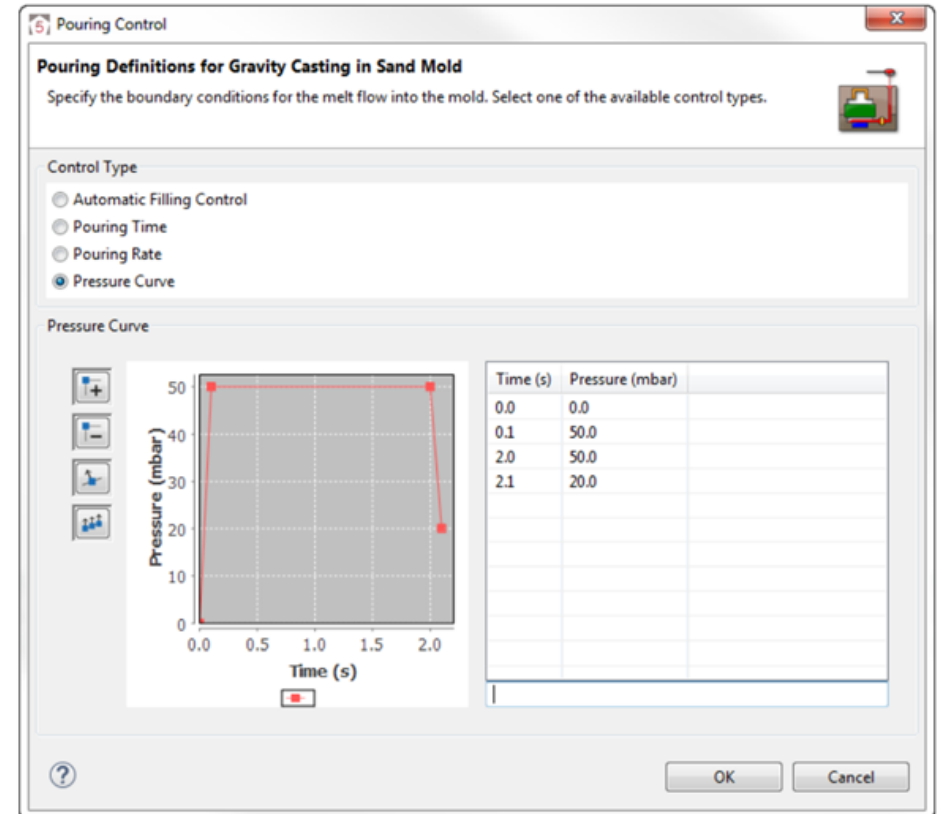 5 Pouring Control
Pouring Definitions for Gravity Casting in Sand Mold
Specify the boundary conditions for the melt flow into the mold. Select one of the available control types.
Control Type
Automatic Filling Control
Pouring Time
Pouring Rate
Pressure Curve
Pressure Curve
50
40
30
20
10
0
Pressure (mbar)
0.0 0.5 1.0 1.5 2.0
Time (s)
Time (s) Pressure (mbar)
0.0 0.0
0.1 50.0
2.0 50.0
2.1 20.0
?
OK Cancel